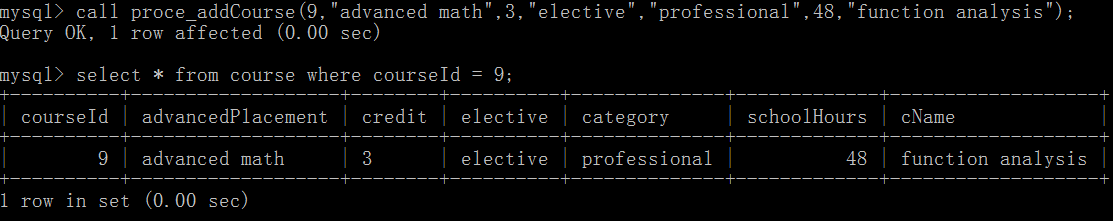 mysql> call proce_addCourse(9,"advanced math",3,"elective","professional",48,"function analysis");
Query OK, 1 row affected (0.00 sec)
mysql> select * from course where courseId = 9;
+----------+-------------------+--------+----------+--------------+-------------+-------------------+
| courseId | advancedPlacement | credit | elective | category | schoolHours | cName |
+----------+-------------------+--------+----------+--------------+-------------+-------------------+
| 9 | advanced math | 3 | elective | professional | 48 | function analysis |
+----------+-------------------+--------+----------+--------------+-------------+-------------------+
1 row in set (0.00 sec)